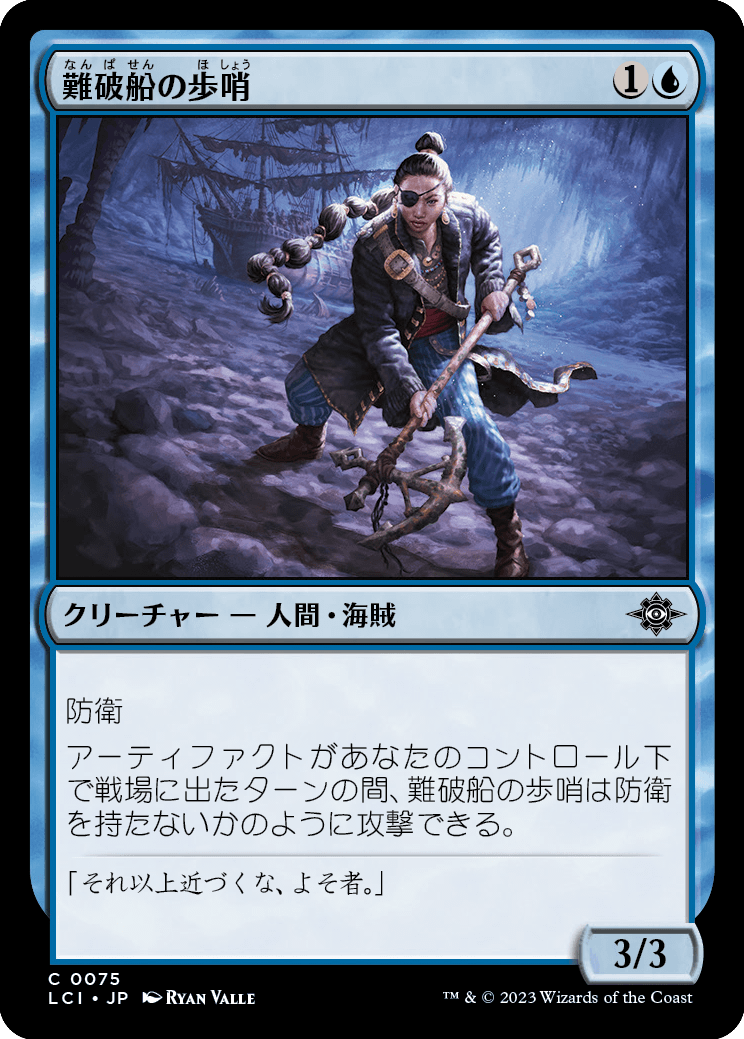 なん ぱ せん ほ しょう
難破船の歩哨
1
クリーチャー — 人間・海賊
防衛
アーティファクトがあなたのコントロール下
で戦場に出たターンの間、難破船の歩哨は防衛
を持たないかのように攻撃できる。
「それ以上近づくな、よそ者。」
3/3
C 0075
LCI • JP Ryan Valle
™ & © 2023 Wizards of the Coast